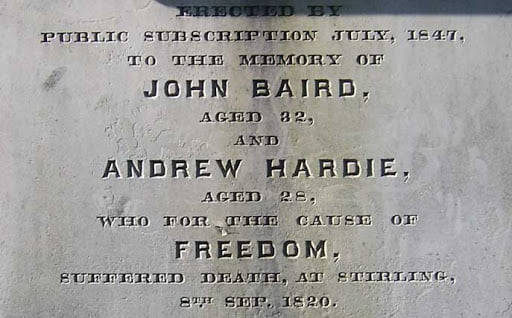 ERECTED BY
PUBLIC SUBSCRIPTION JULY, 1847,
TO THE MEMORY OF
JOHN BAIRD,
AGED 32,
AND
ANDREW HARDIE,
AGED 28,
WHO FOR THE CAUSE OF
FREEDOM,
SUFFERED DEATH, AT STIRLING,
8TH SEP. 1820.